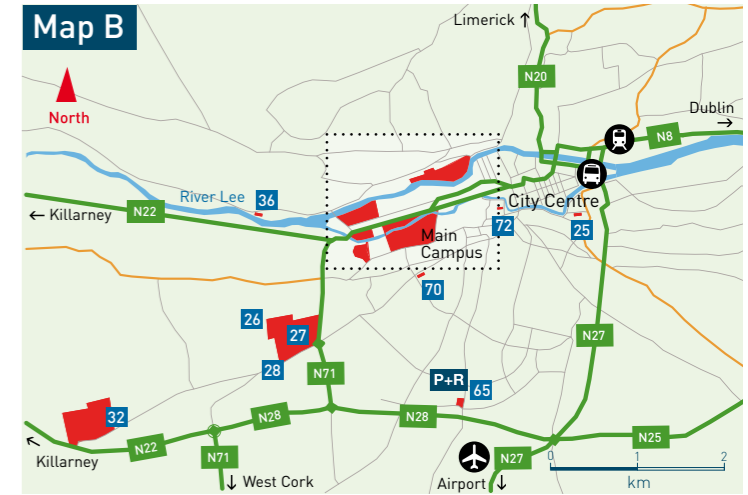 Map B
Limerick ↑
North
N20
Dublin
→
N8
River Lee
36
← Killarney
N22
City Centre
72
25
Main
Campus
70
26
27
28
N71
N27
P+R
65
32
N28
N28
N22
N71
N25
Killarney
↓ West Cork
Airport ↓
N27
0
1
2
km